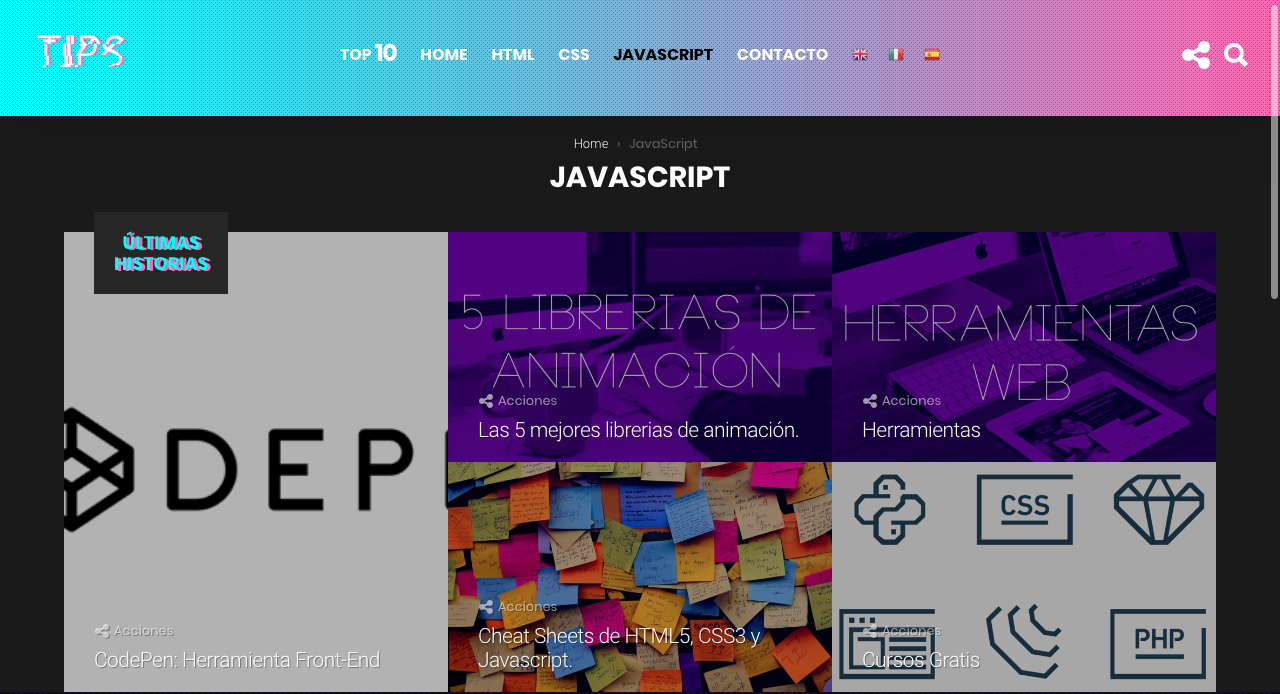 TIPS
TOP 10 HOME HTML CSS JAVASCRIPT CONTACTO
Home › JavaScript
JAVASCRIPT
ÚLTIMAS
HISTORIAS
DEP
Acciones
CodePen: Herramienta Front-End
5 LIBRERIAS DE
ANIMACIÓN
Acciones
Las 5 mejores librerias de animación.
HERRAMIENTAS
WEB
Acciones
Herramientas
Acciones
Cheat Sheets de HTML5, CSS3 y
Javascript.
CSS
PHP
Acciones
Cursos Gratis